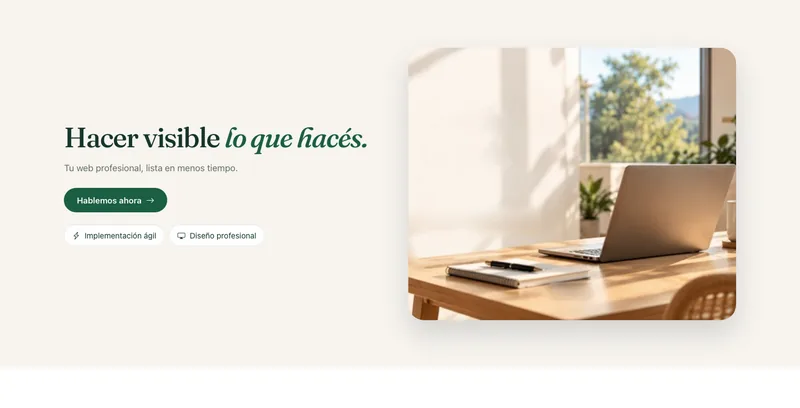 Hacer visible lo que hacés.
Tu web profesional, lista en menos tiempo.
Hablemos ahora →
Implementación ágil
Diseño profesional